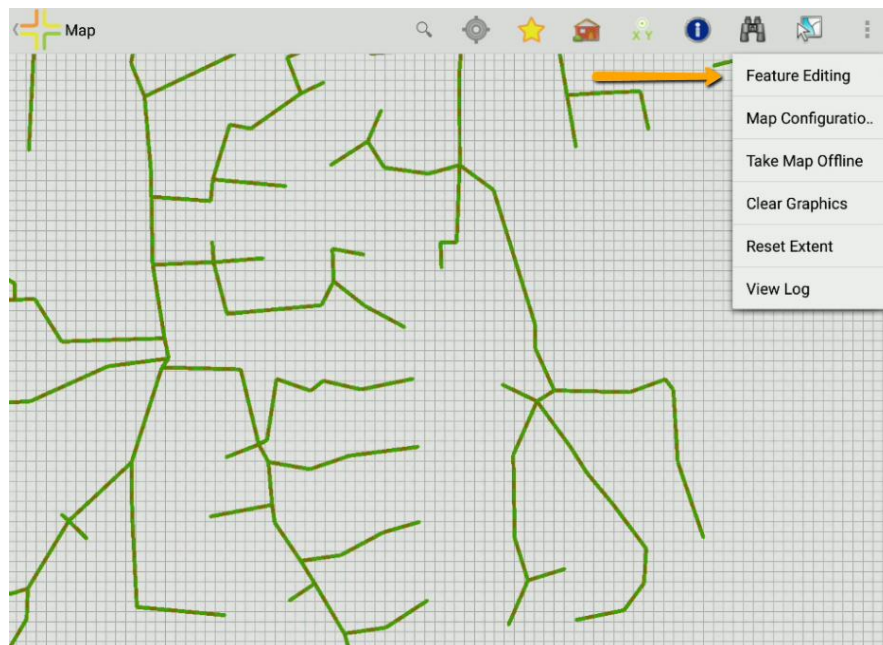 Map
X Y
i
Feature Editing
Map Configuratio..
Take Map Offline
Clear Graphics
Reset Extent
View Log